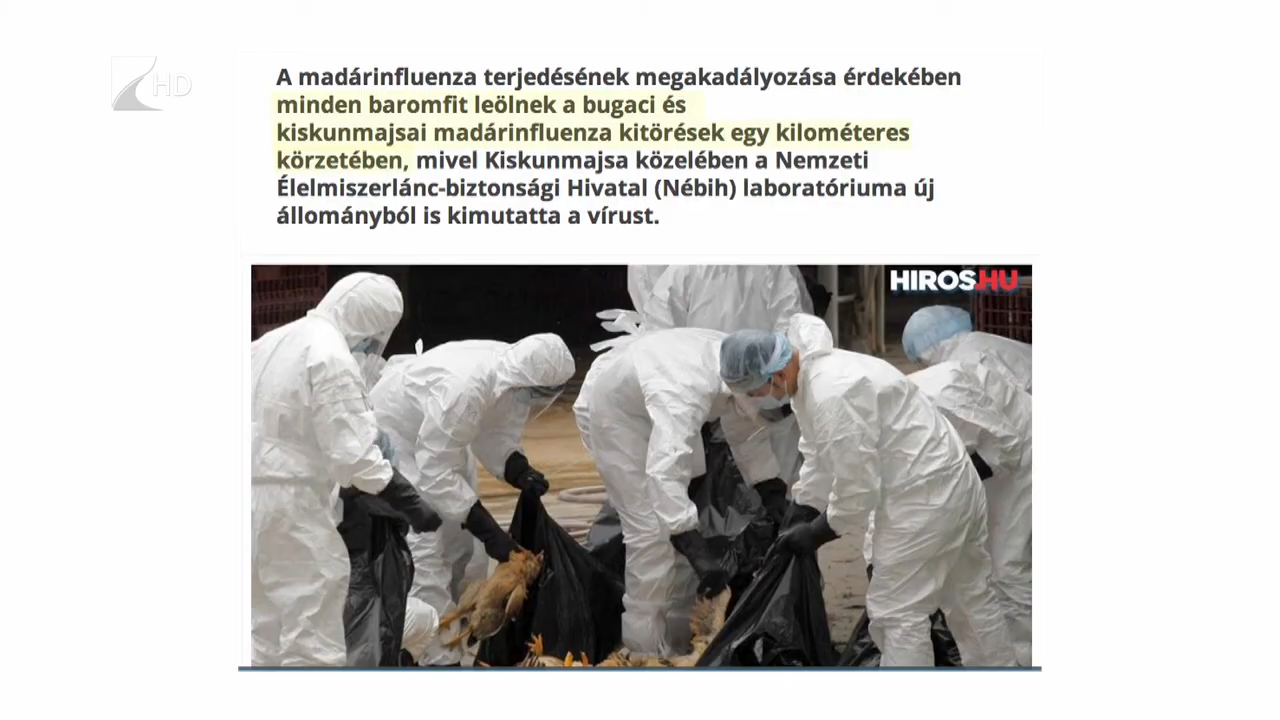 HD
A madárinfluenza terjedésének megakadályozása érdekében
minden baromfit leölnek a bugaci és
kiskunmajsai madárinfluenza kitörések egy kilométeres
körzetében, mivel Kiskunmajsa közelében a Nemzeti
Élelmiszerlánc-biztonsági Hivatal (Nébih) laboratóriuma új
állományból is kimutatta a vírust.
HIROS.HU